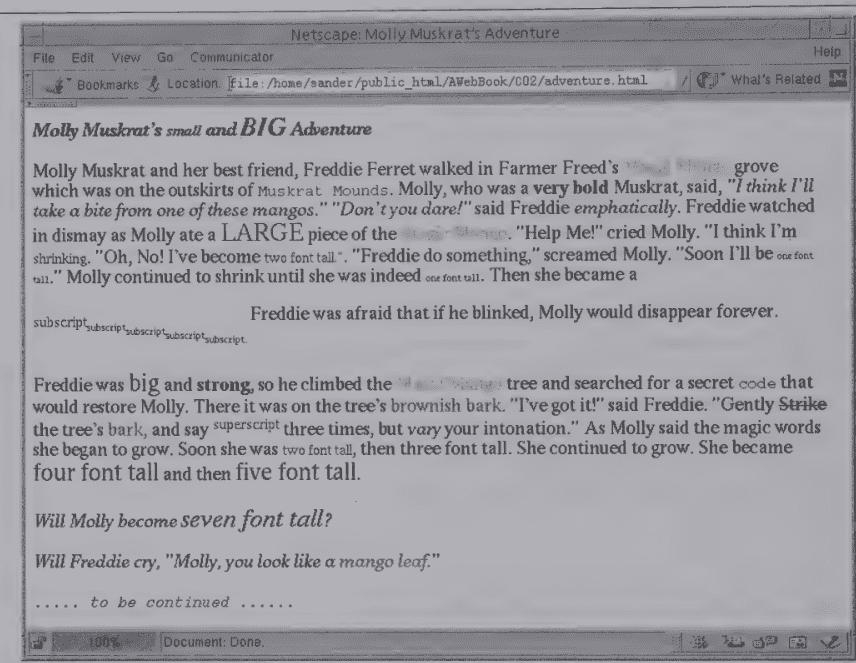 Netscape: Molly Muskrat's Adventure
File Edit View Go Communicator Help
Bookmarks Location: file:/home/sander/public_html/AWebBook/C02/adventure.html What's Related
Molly Muskrat's small and BIG Adventure
Molly Muskrat and her best friend, Freddie Ferret walked in Farmer Freed's grove
which was on the outskirts of Muskrat Mounds. Molly, who was a very bold Muskrat, said, "I think I'll
take a bite from one of these mangos." "Don't you dare!" said Freddie emphatically. Freddie watched
in dismay as Molly ate a LARGE piece of the . "Help Me!" cried Molly. "I think I'm
shrinking. "Oh, No! I've become two font tall.". "Freddie do something," screamed Molly. "Soon I'll be one font
tall." Molly continued to shrink until she was indeed one font tall. Then she became a
subscript subscript subscript subscript subscript. Freddie was afraid that if he blinked, Molly would disappear forever.
Freddie was big and strong, so he climbed the tree and searched for a secret code that
would restore Molly. There it was on the tree's brownish bark. "I've got it!" said Freddie. "Gently Strike
the tree's bark, and say superscript three times, but vary your intonation." As Molly said the magic words
she began to grow. Soon she was two font tall, then three font tall. She continued to grow. She became
four font tall and then five font tall.
Will Molly become seven font tall?
Will Freddie cry, "Molly, you look like a mango leaf."
..... to be continued ......
100% Document: Done.